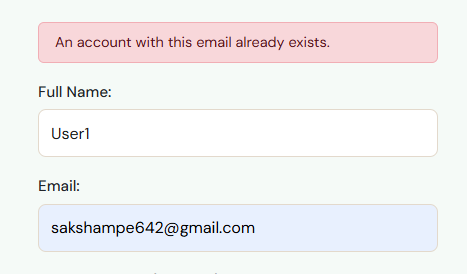 An account with this email already exists.
Full Name:
User1
Email:
sakshampe642@gmail.com